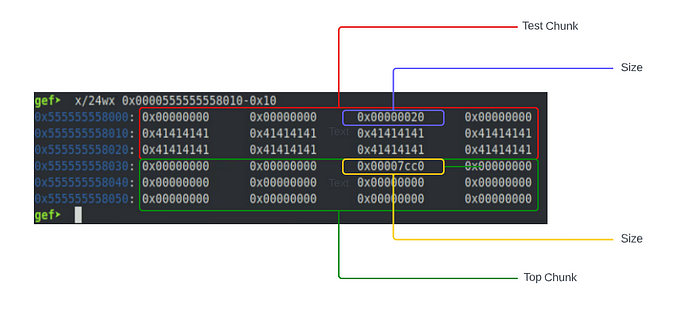 Test Chunk
Size
gef➤ x/24wx 0x0000555555558010-0x10
0x555555558000: 0x00000000 0x00000000 0x00000020 0x00000000
0x555555558010: 0x41414141 0x41414141 0x41414141 0x41414141
Text
0x555555558020: 0x41414141 0x41414141 0x41414141 0x41414141
0x555555558030: 0x00000000 0x00000000 0x00007cc0 0x00000000
0x555555558040: 0x00000000 0x00000000 0x00000000 0x00000000
Text
0x555555558050: 0x00000000 0x00000000 0x00000000 0x00000000
gef➤
Size
Top Chunk